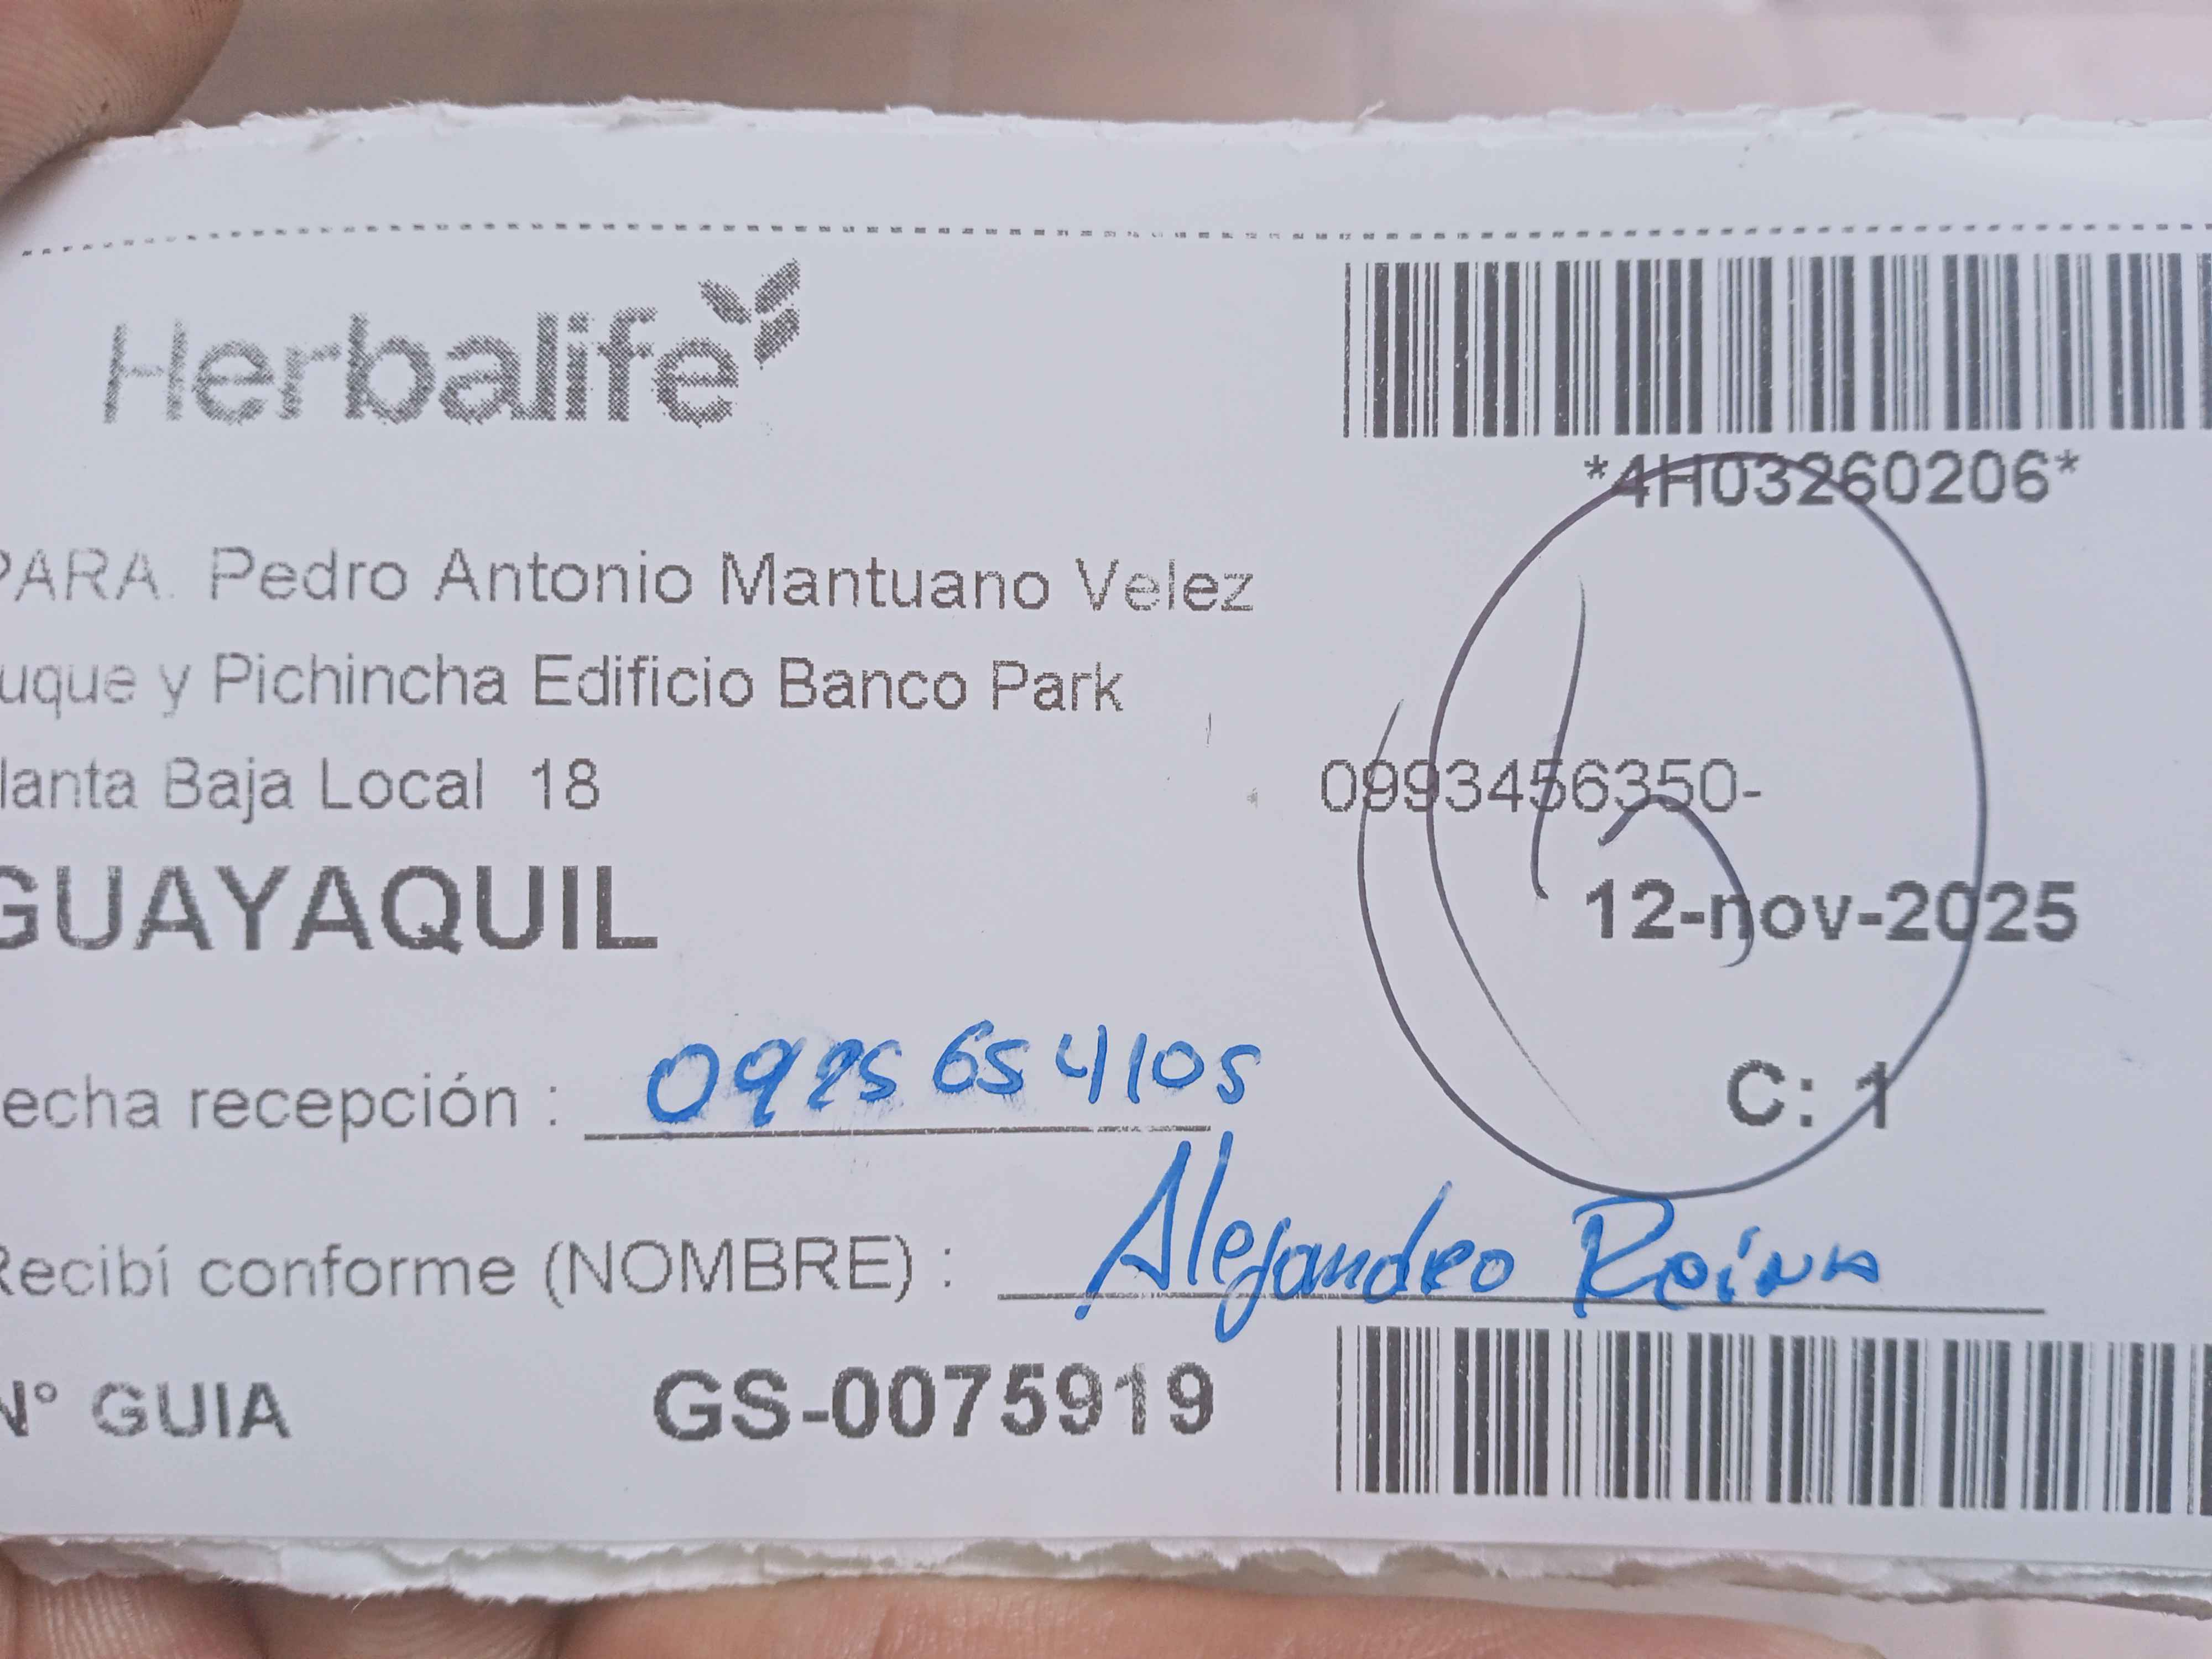 Herbalife
*4H03260206*
PARA. Pedro Antonio Mantuano Velez
uque y Pichincha Edificio Banco Park
lanta Baja Local 18
0993456350-
GUAYAQUIL
12-nov-2025
C: 1
echa recepción : 0925654105
Recibí conforme (NOMBRE) : Alejandro Reina
N° GUIA GS-0075919